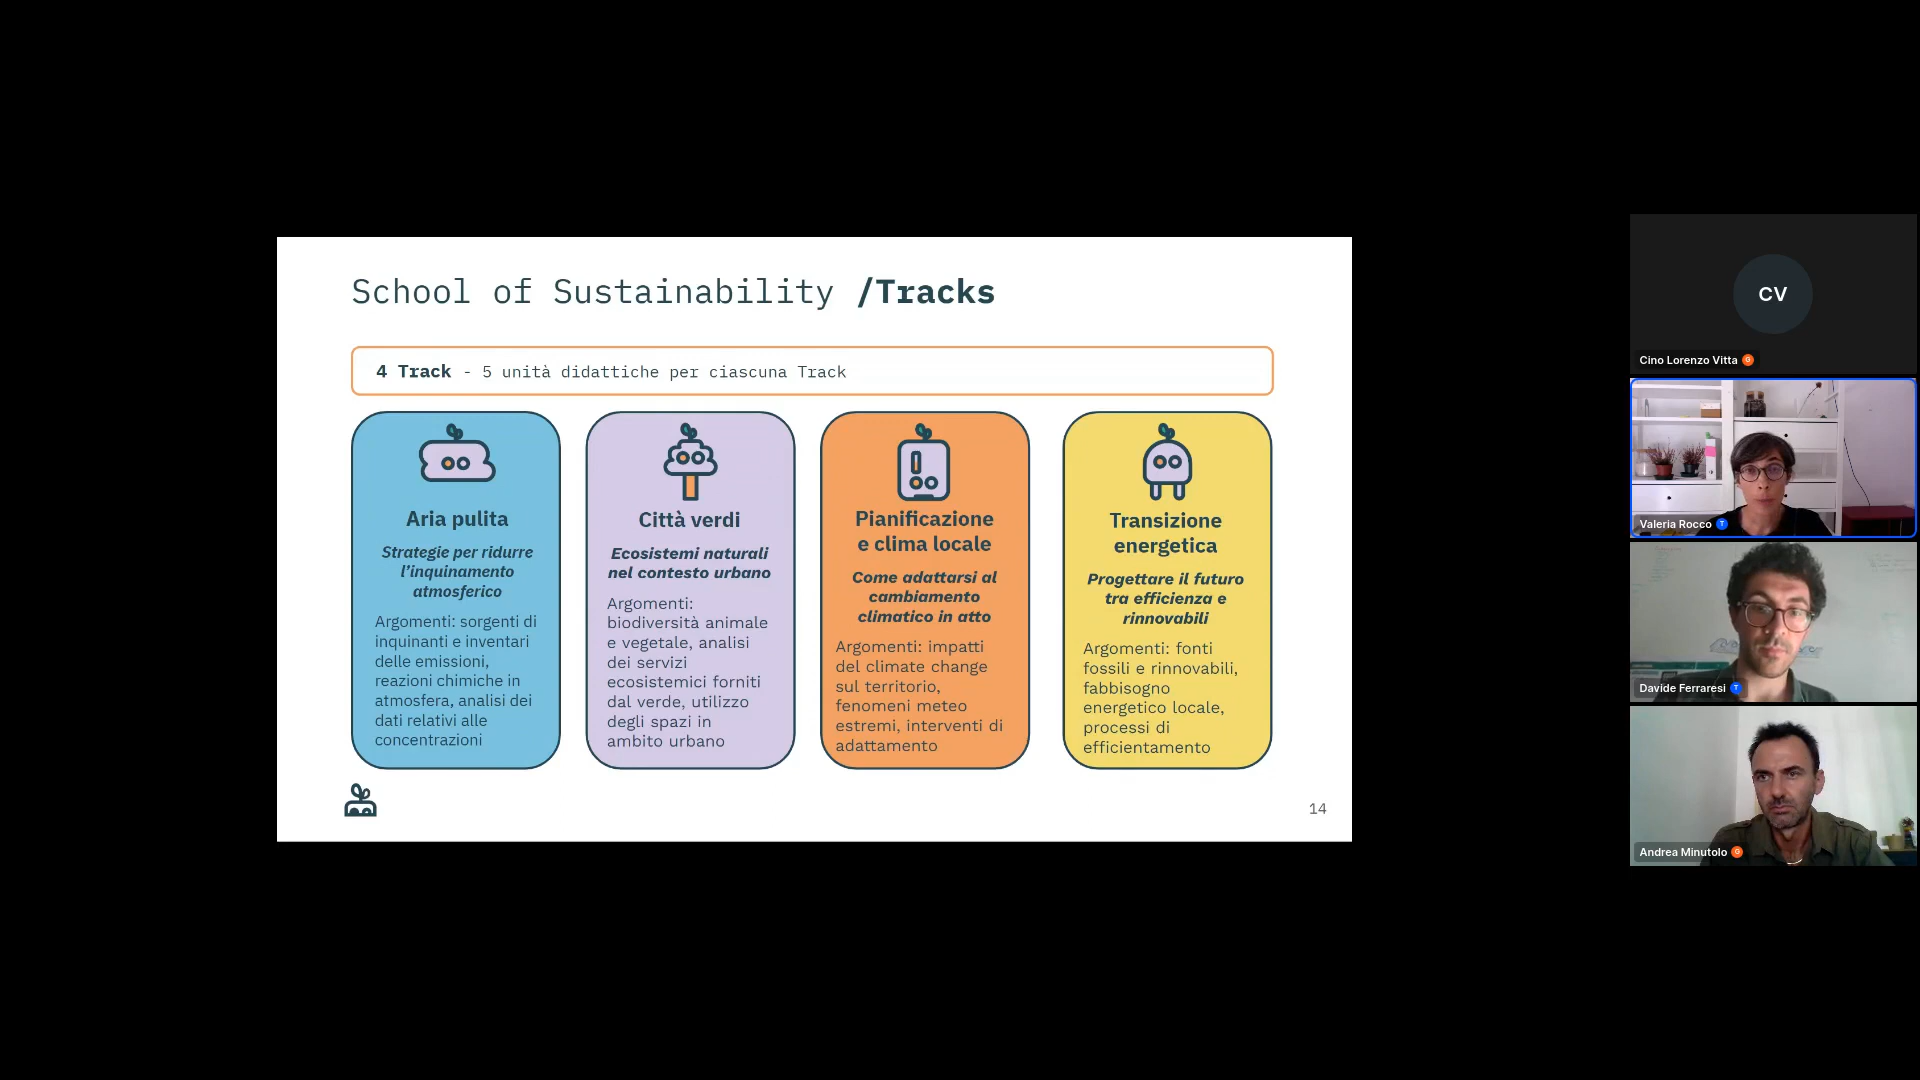 School of Sustainability /Tracks
4 Track - 5 unità didattiche per ciascuna Track
Aria pulita
Strategie per ridurre
l'inquinamento
atmosferico
Argomenti: sorgenti di
inquinanti e inventari
delle emissioni,
reazioni chimiche in
atmosfera, analisi dei
dati relativi alle
concentrazioni
Città verdi
Ecosistemi naturali
nel contesto urbano
Argomenti:
biodiversità animale
e vegetale, analisi
dei servizi
ecosistemici forniti
dal verde, utilizzo
degli spazi in
ambito urbano
Pianificazione
e clima locale
Come adattarsi al
cambiamento
climatico in atto
Argomenti: impatti
del climate change
sul territorio,
fenomeni meteo
estremi, interventi di
adattamento
Transizione
energetica
Progettare il futuro
tra efficienza e
rinnovabili
Argomenti: fonti
fossili e rinnovabili,
fabbisogno
energetico locale,
processi di
efficientamento
14
CV
Cino Lorenzo Vitta G
Valeria Rocco T
Davide Ferraresi T
Andrea Minutolo G